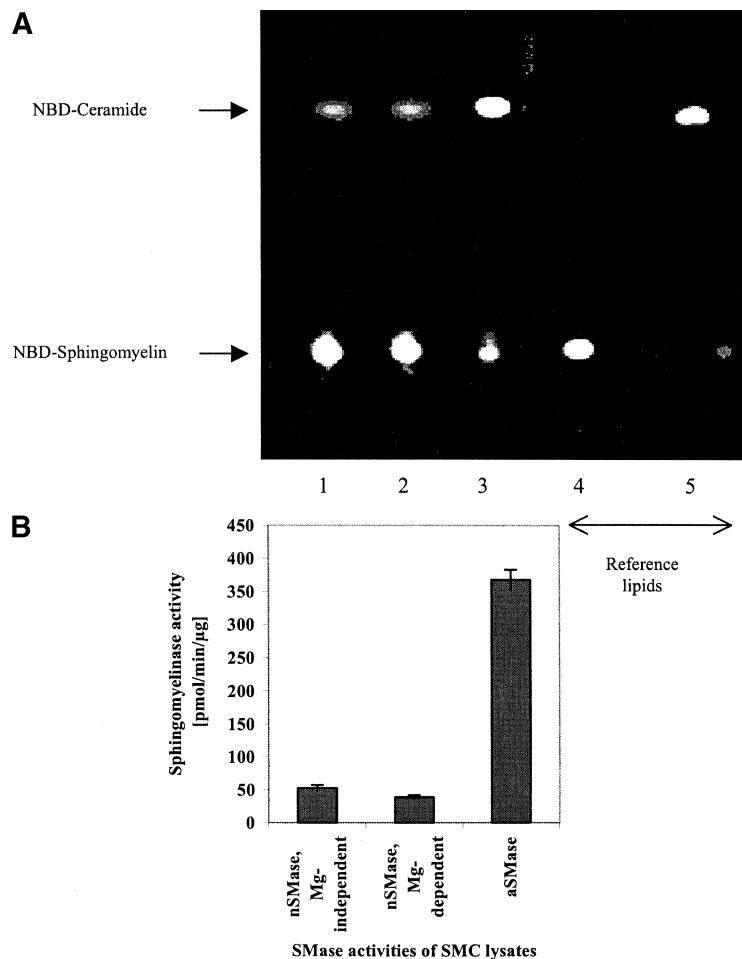 A
NBD-Ceramide
NBD-Sphingomyelin
1 2 3 4 5
Reference
lipids
B
Sphingomyelinase activity
[pmol/min/µg]
450
400
350
300
250
200
150
100
50
0
nSMase,
Mg-
independent
nSMase,
Mg-
dependent
aSMase
SMase activities of SMC lysates